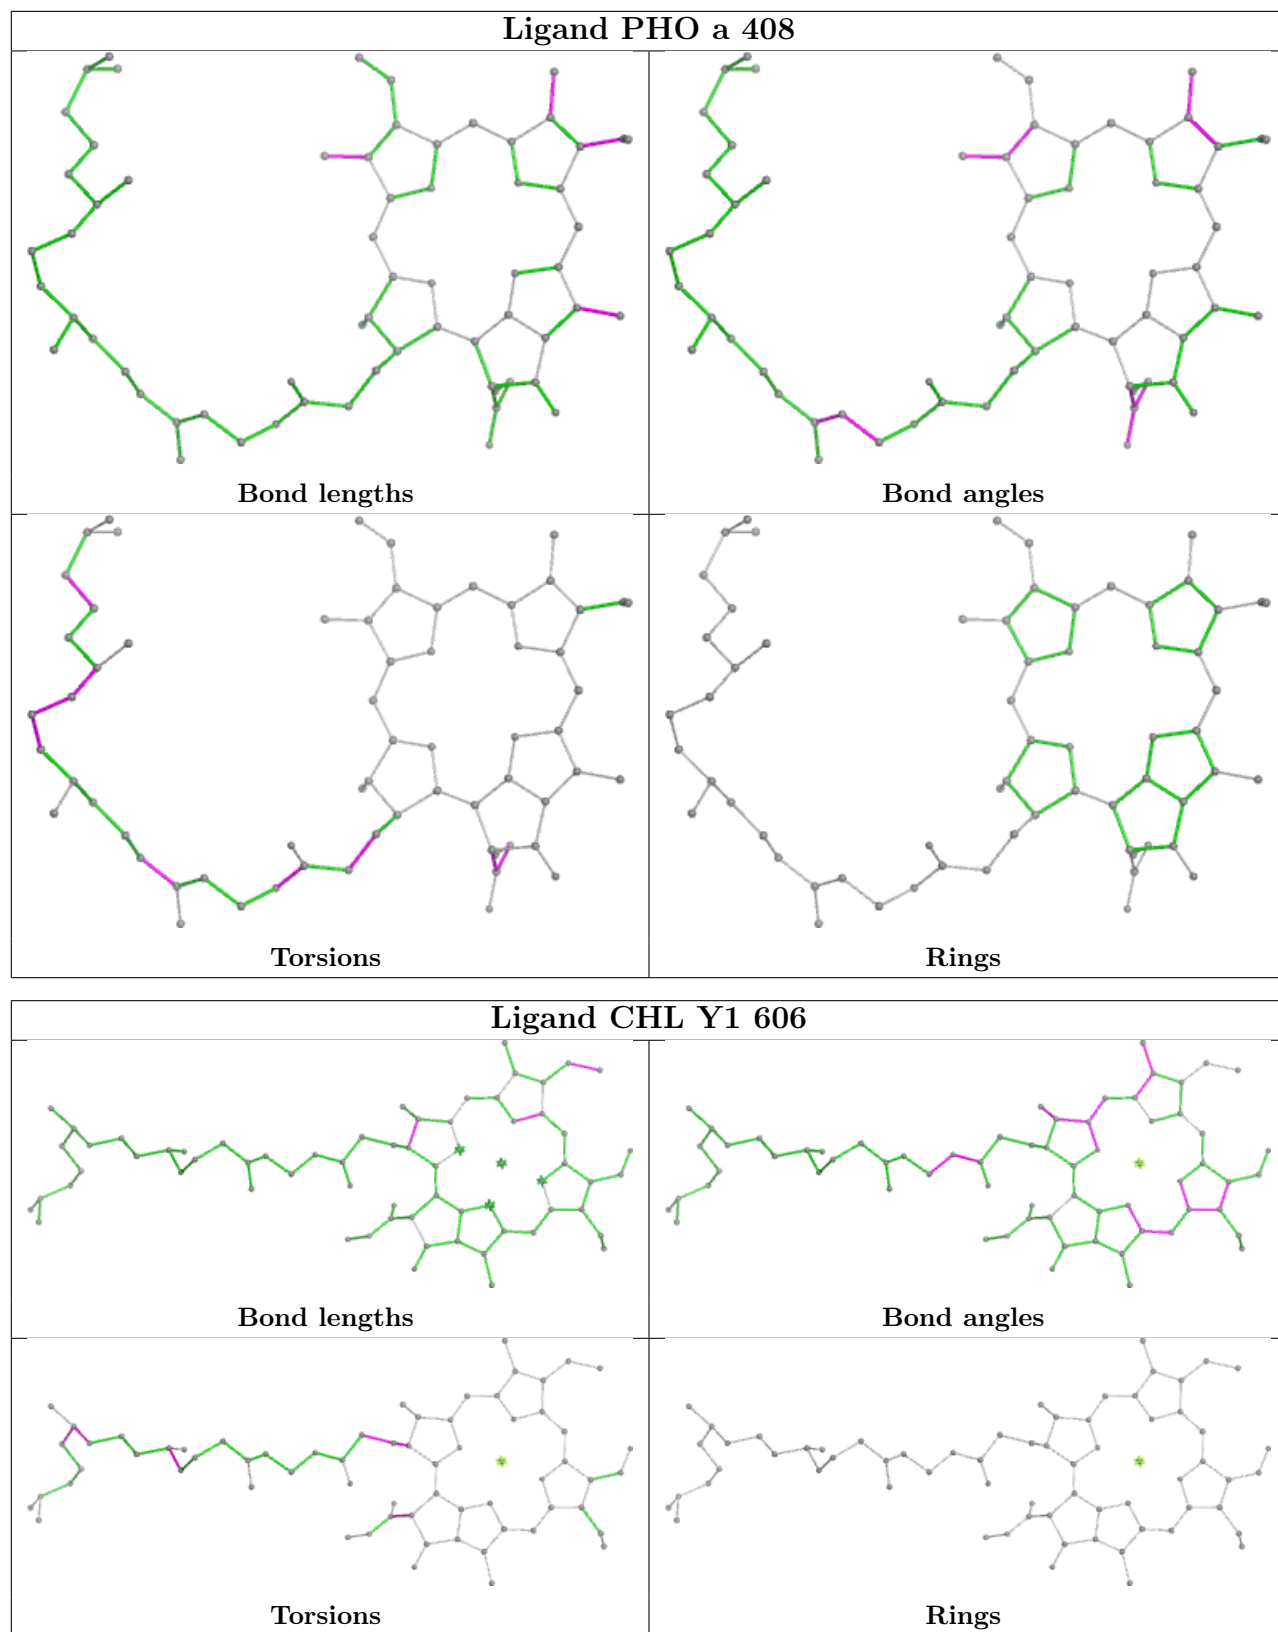 Ligand PHO a 408
Bond lengths
Bond angles
Torsions
Rings
Ligand CHL Y1 606
Bond lengths
Bond angles
Torsions
Rings